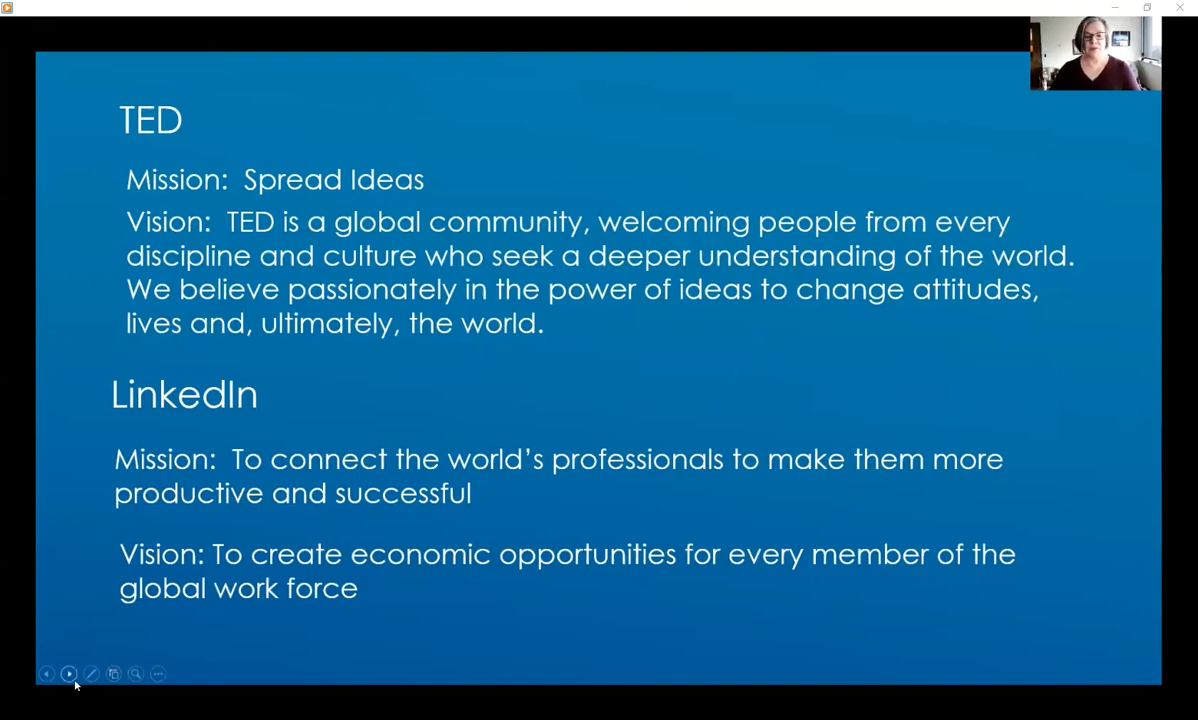 TED
Mission:  Spread Ideas
Vision:  TED is a global community, welcoming people from every
discipline and culture who seek a deeper understanding of the world.
We believe passionately in the power of ideas to change attitudes,
lives and, ultimately, the world.
LinkedIn
Mission:  To connect the world’s professionals to make them more
productive and successful
Vision: To create economic opportunities for every member of the
global work force